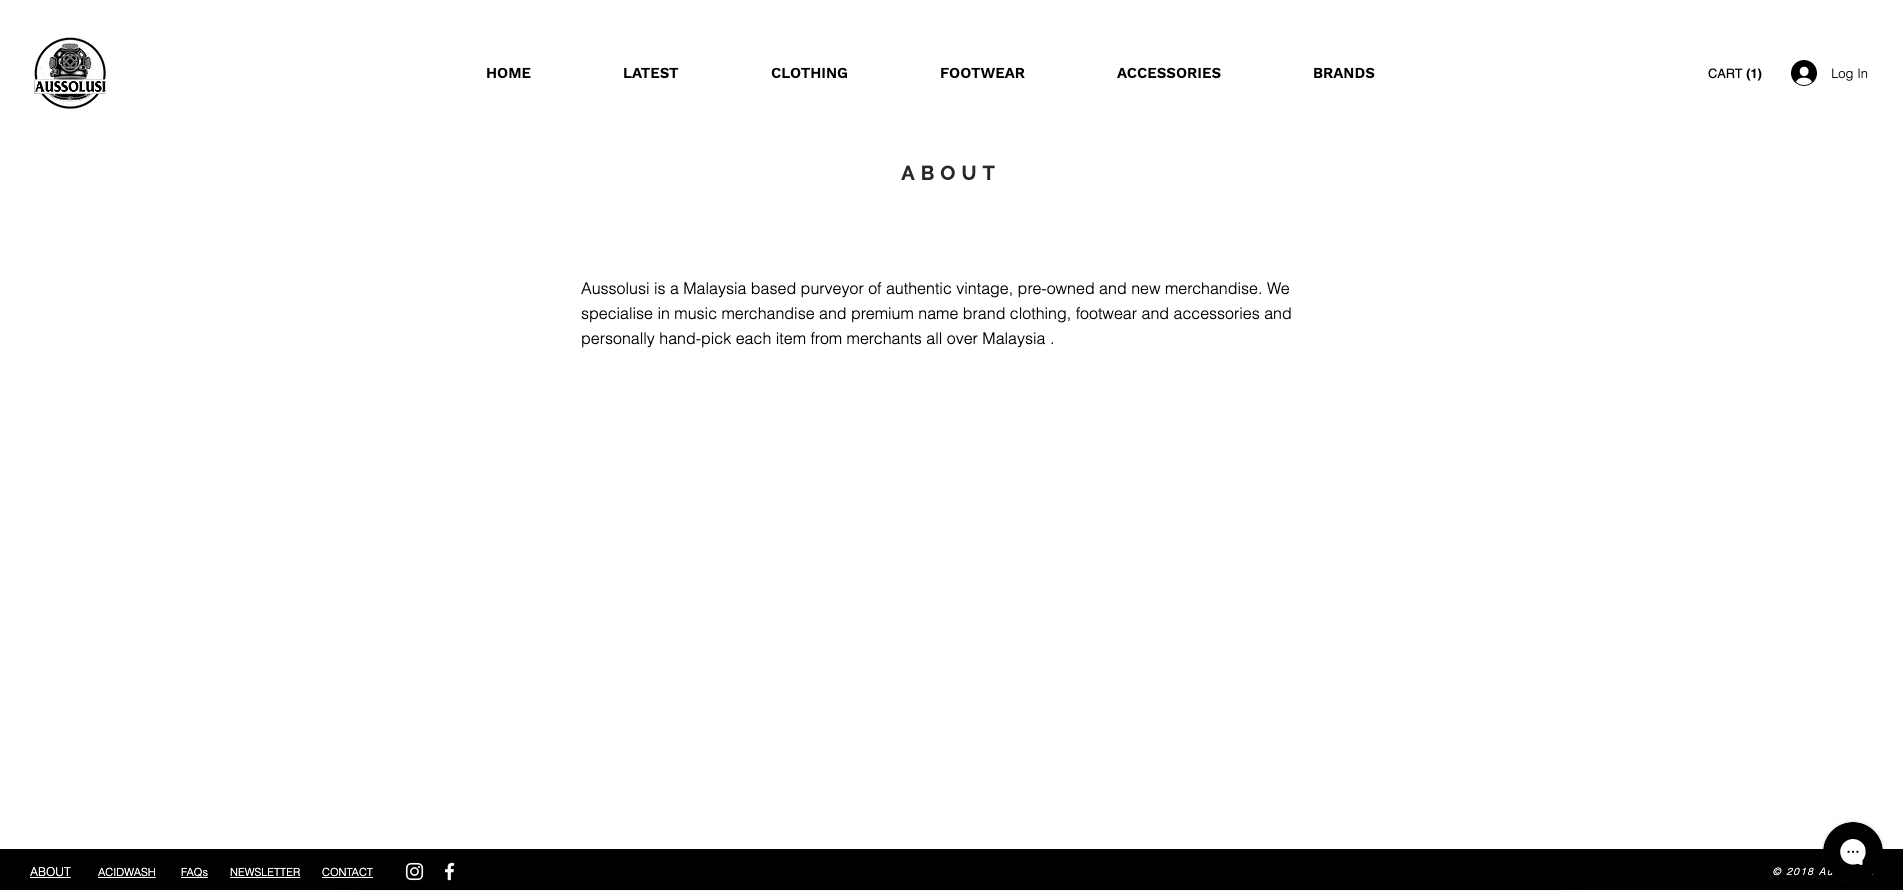 AUSSOLUSI
HOME LATEST CLOTHING FOOTWEAR ACCESSORIES BRANDS CART (1) Log In
ABOUT
Aussolusi is a Malaysia based purveyor of authentic vintage, pre-owned and new merchandise. We
specialise in music merchandise and premium name brand clothing, footwear and accessories and
personally hand-pick each item from merchants all over Malaysia .
ABOUT ACIDWASH FAQs NEWSLETTER CONTACT © 2018